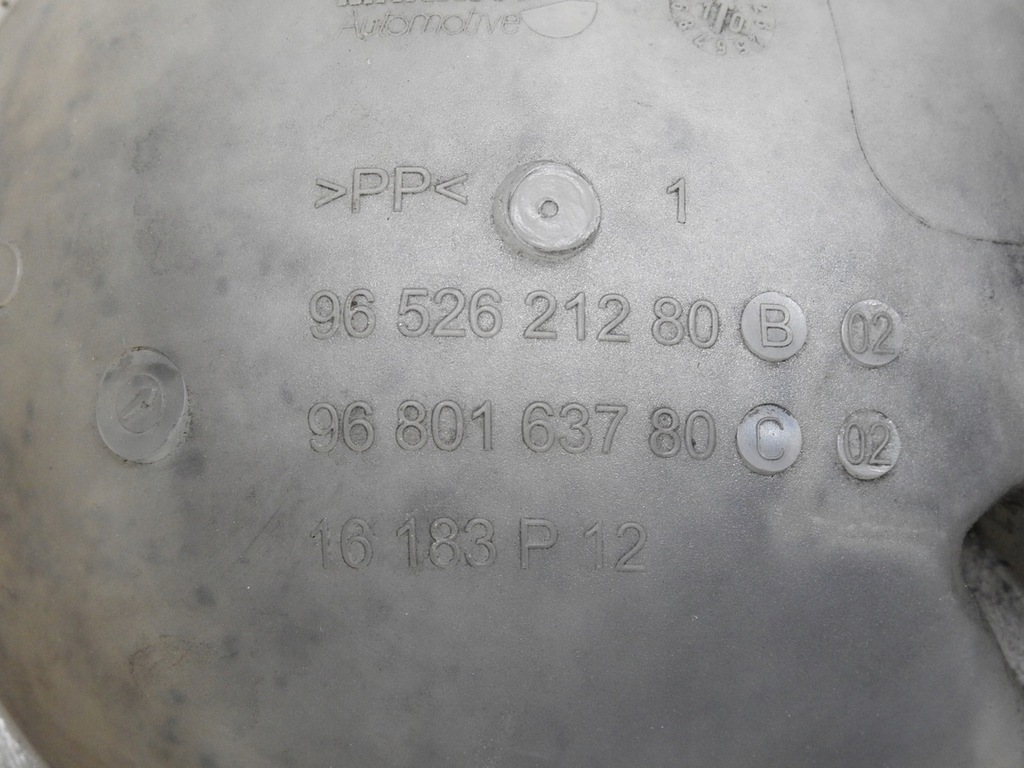 Automotive
>PP< 1
96 526 212 80 B 02
96 801 637 80 C 02
16 183 P 12